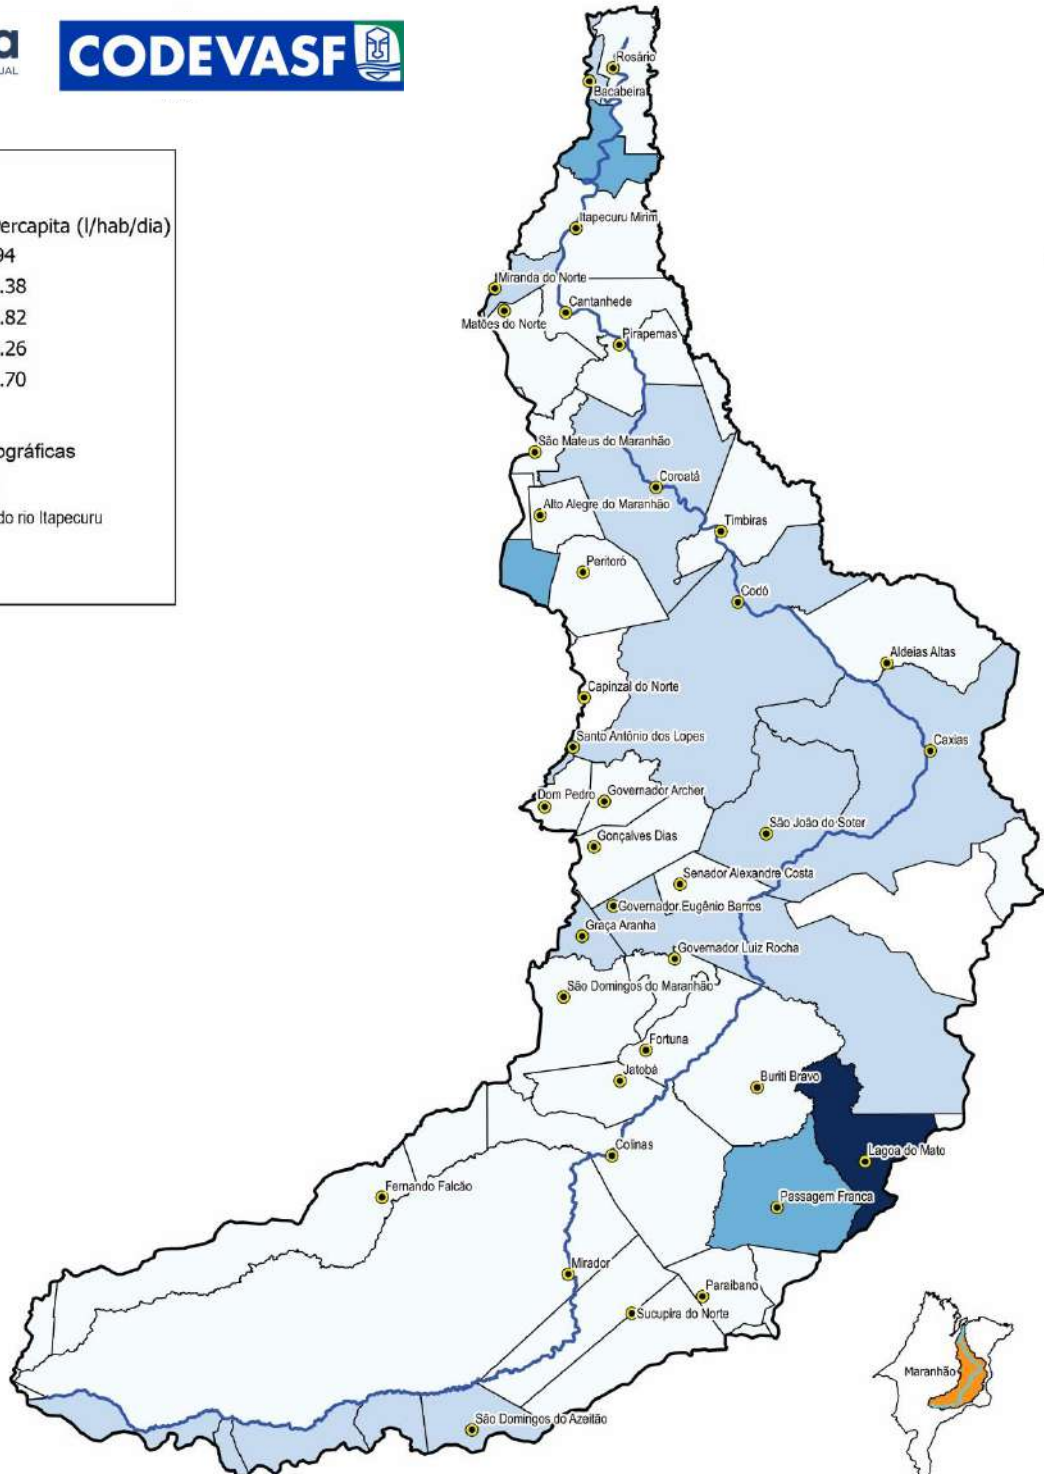 a
UAL
CODEVASF
percapita (l/hab/dia)
94
.38
.82
.26
.70
ográficas
do rio Itapecuru
Rosário
Bacabeira
Itapecuru Mirim
Miranda do Norte
Cantanhede
Matões do Norte
Pirapemas
São Mateus do Maranhão
Coroatá
Alto Alegre do Maranhão
Timbiras
Peritoró
Codó
Aldeias Altas
Capinzal do Norte
Santo Antônio dos Lopes
Caxias
Dom Pedro
Governador Archer
São João do Soter
Gonçalves Dias
Senador Alexandre Costa
Governador Eugênio Barros
Graça Aranha
Governador Luiz Rocha
São Domingos do Maranhão
Fortuna
Jatobá
Buriti Bravo
Colinas
Lagoa do Mato
Fernando Falcão
Passagem Franca
Mirador
Paraibano
Sucupira do Norte
Maranhão
São Domingos do Azeitão